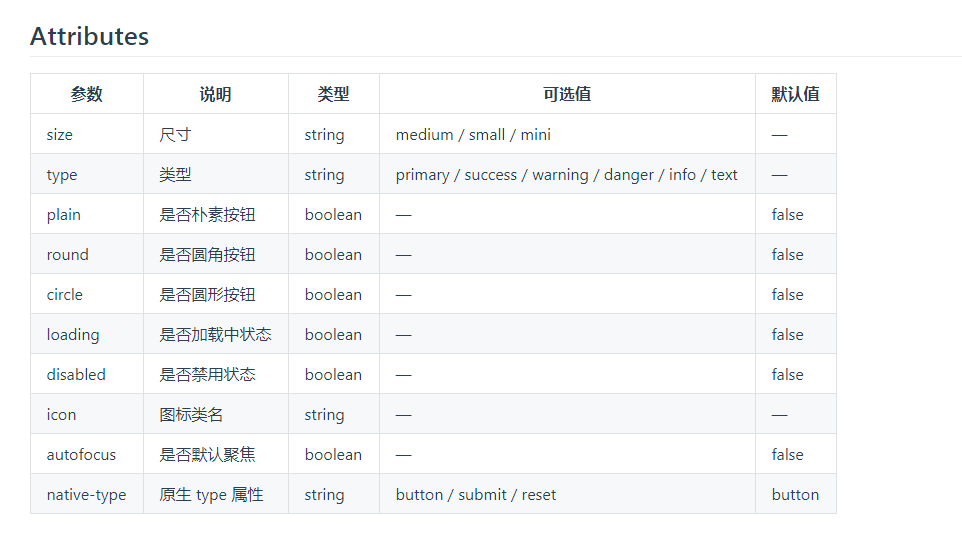 Attributes
参数 说明 类型 可选值 默认值
size 尺寸 string medium / small / mini —
type 类型 string primary / success / warning / danger / info / text —
plain 是否朴素按钮 boolean — false
round 是否圆角按钮 boolean — false
circle 是否圆形按钮 boolean — false
loading 是否加载中状态 boolean — false
disabled 是否禁用状态 boolean — false
icon 图标类名 string — —
autofocus 是否默认聚焦 boolean — false
native-type 原生 type 属性 string button / submit / reset button